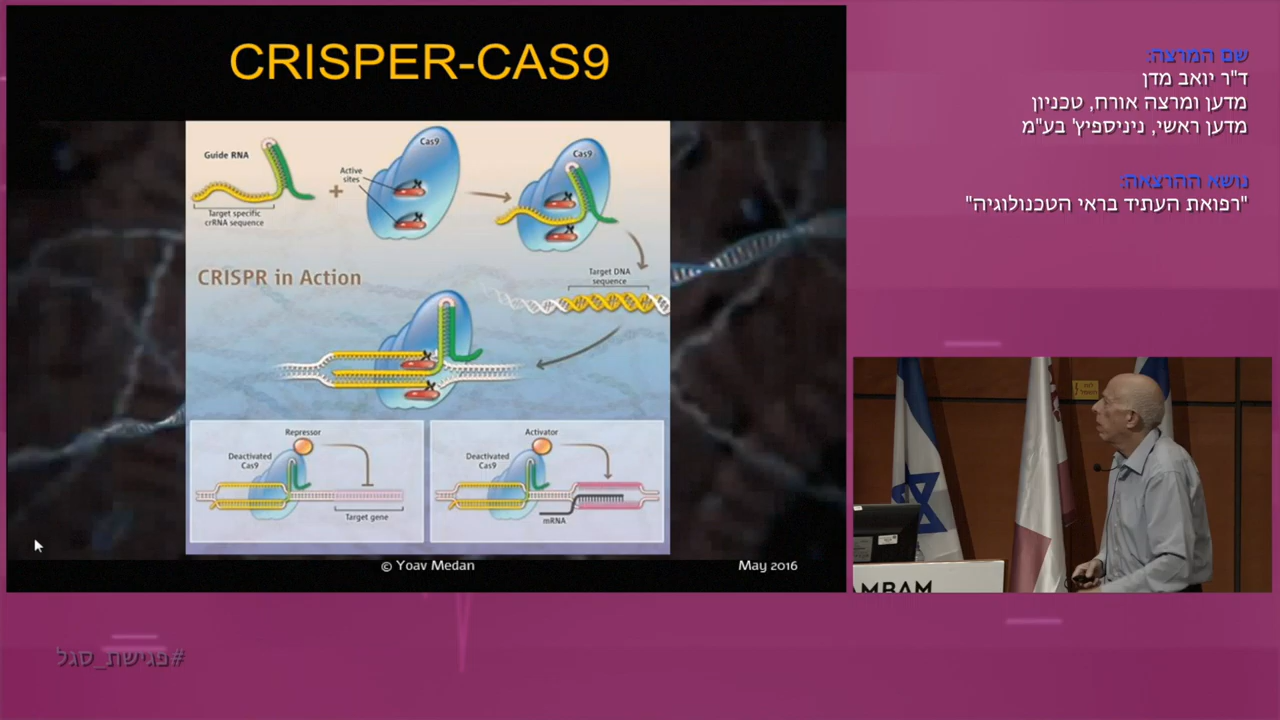 CRISPER-CAS9
Guide RNA
Target specific
crRNA sequence
Active
sites
Cas9
Cas9
CRISPR in Action
Target DNA
sequence
Repressor
Deactivated
Cas9
Target gene
Activator
Deactivated
Cas9
mRNA
© Yoav Medan
May 2016
שם המרצה:
ד"ר יואב מדן
מדען ומרצה אורח, טכניון
מדען ראשי, ניניספיץ' בע"מ
נושא ההרצאה:
"רפואת העתיד בראי הטכנולוגיה"
AMBAM
#פגישת_סגל